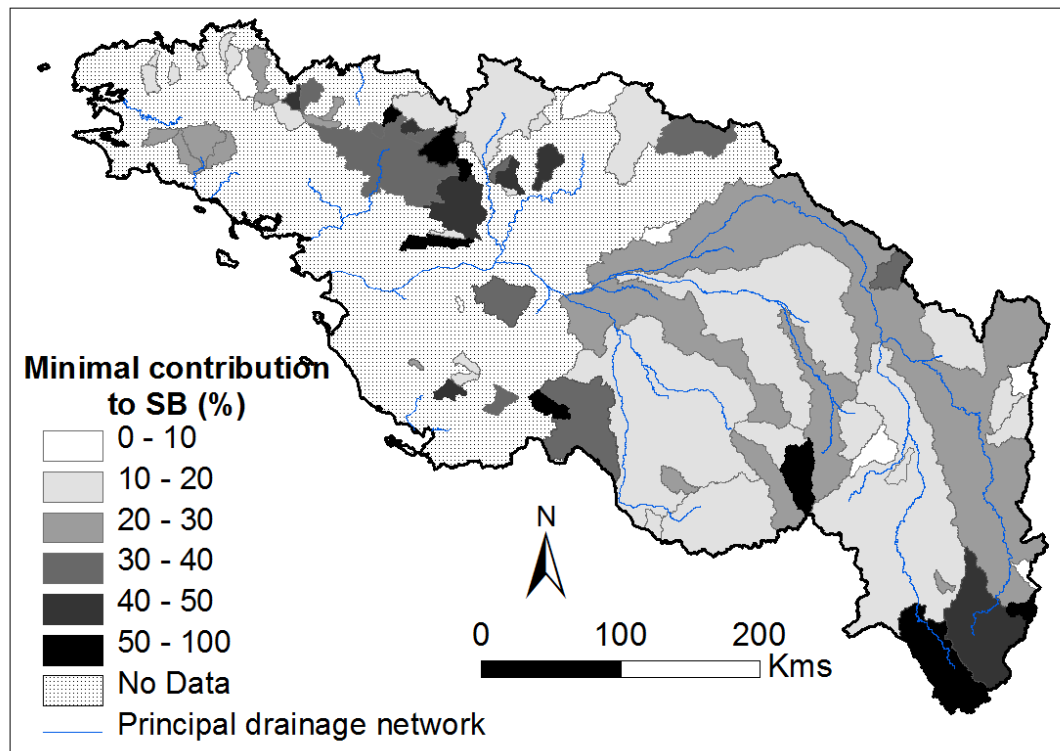 Minimal contribution
to SB (%)
0 - 10
10 - 20
20 - 30
30 - 40
40 - 50
50 - 100
No Data
Principal drainage network
N
0 100 200
Kms